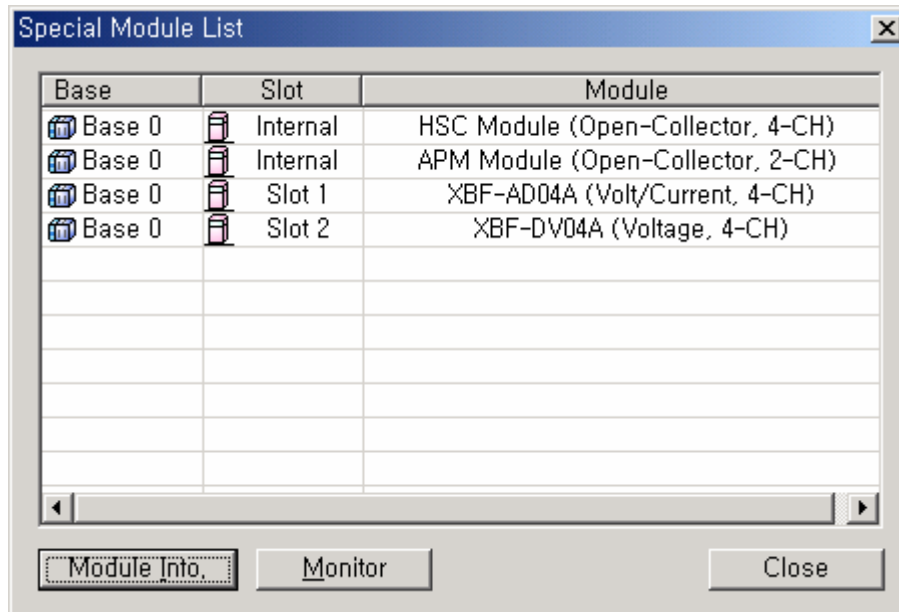 Special Module List
Base Slot Module
Base 0 Internal HSC Module (Open-Collector, 4-CH)
Base 0 Internal APM Module (Open-Collector, 2-CH)
Base 0 Slot 1 XBF-AD04A (Volt/Current, 4-CH)
Base 0 Slot 2 XBF-DV04A (Voltage, 4-CH)
Module Into, Monitor Close